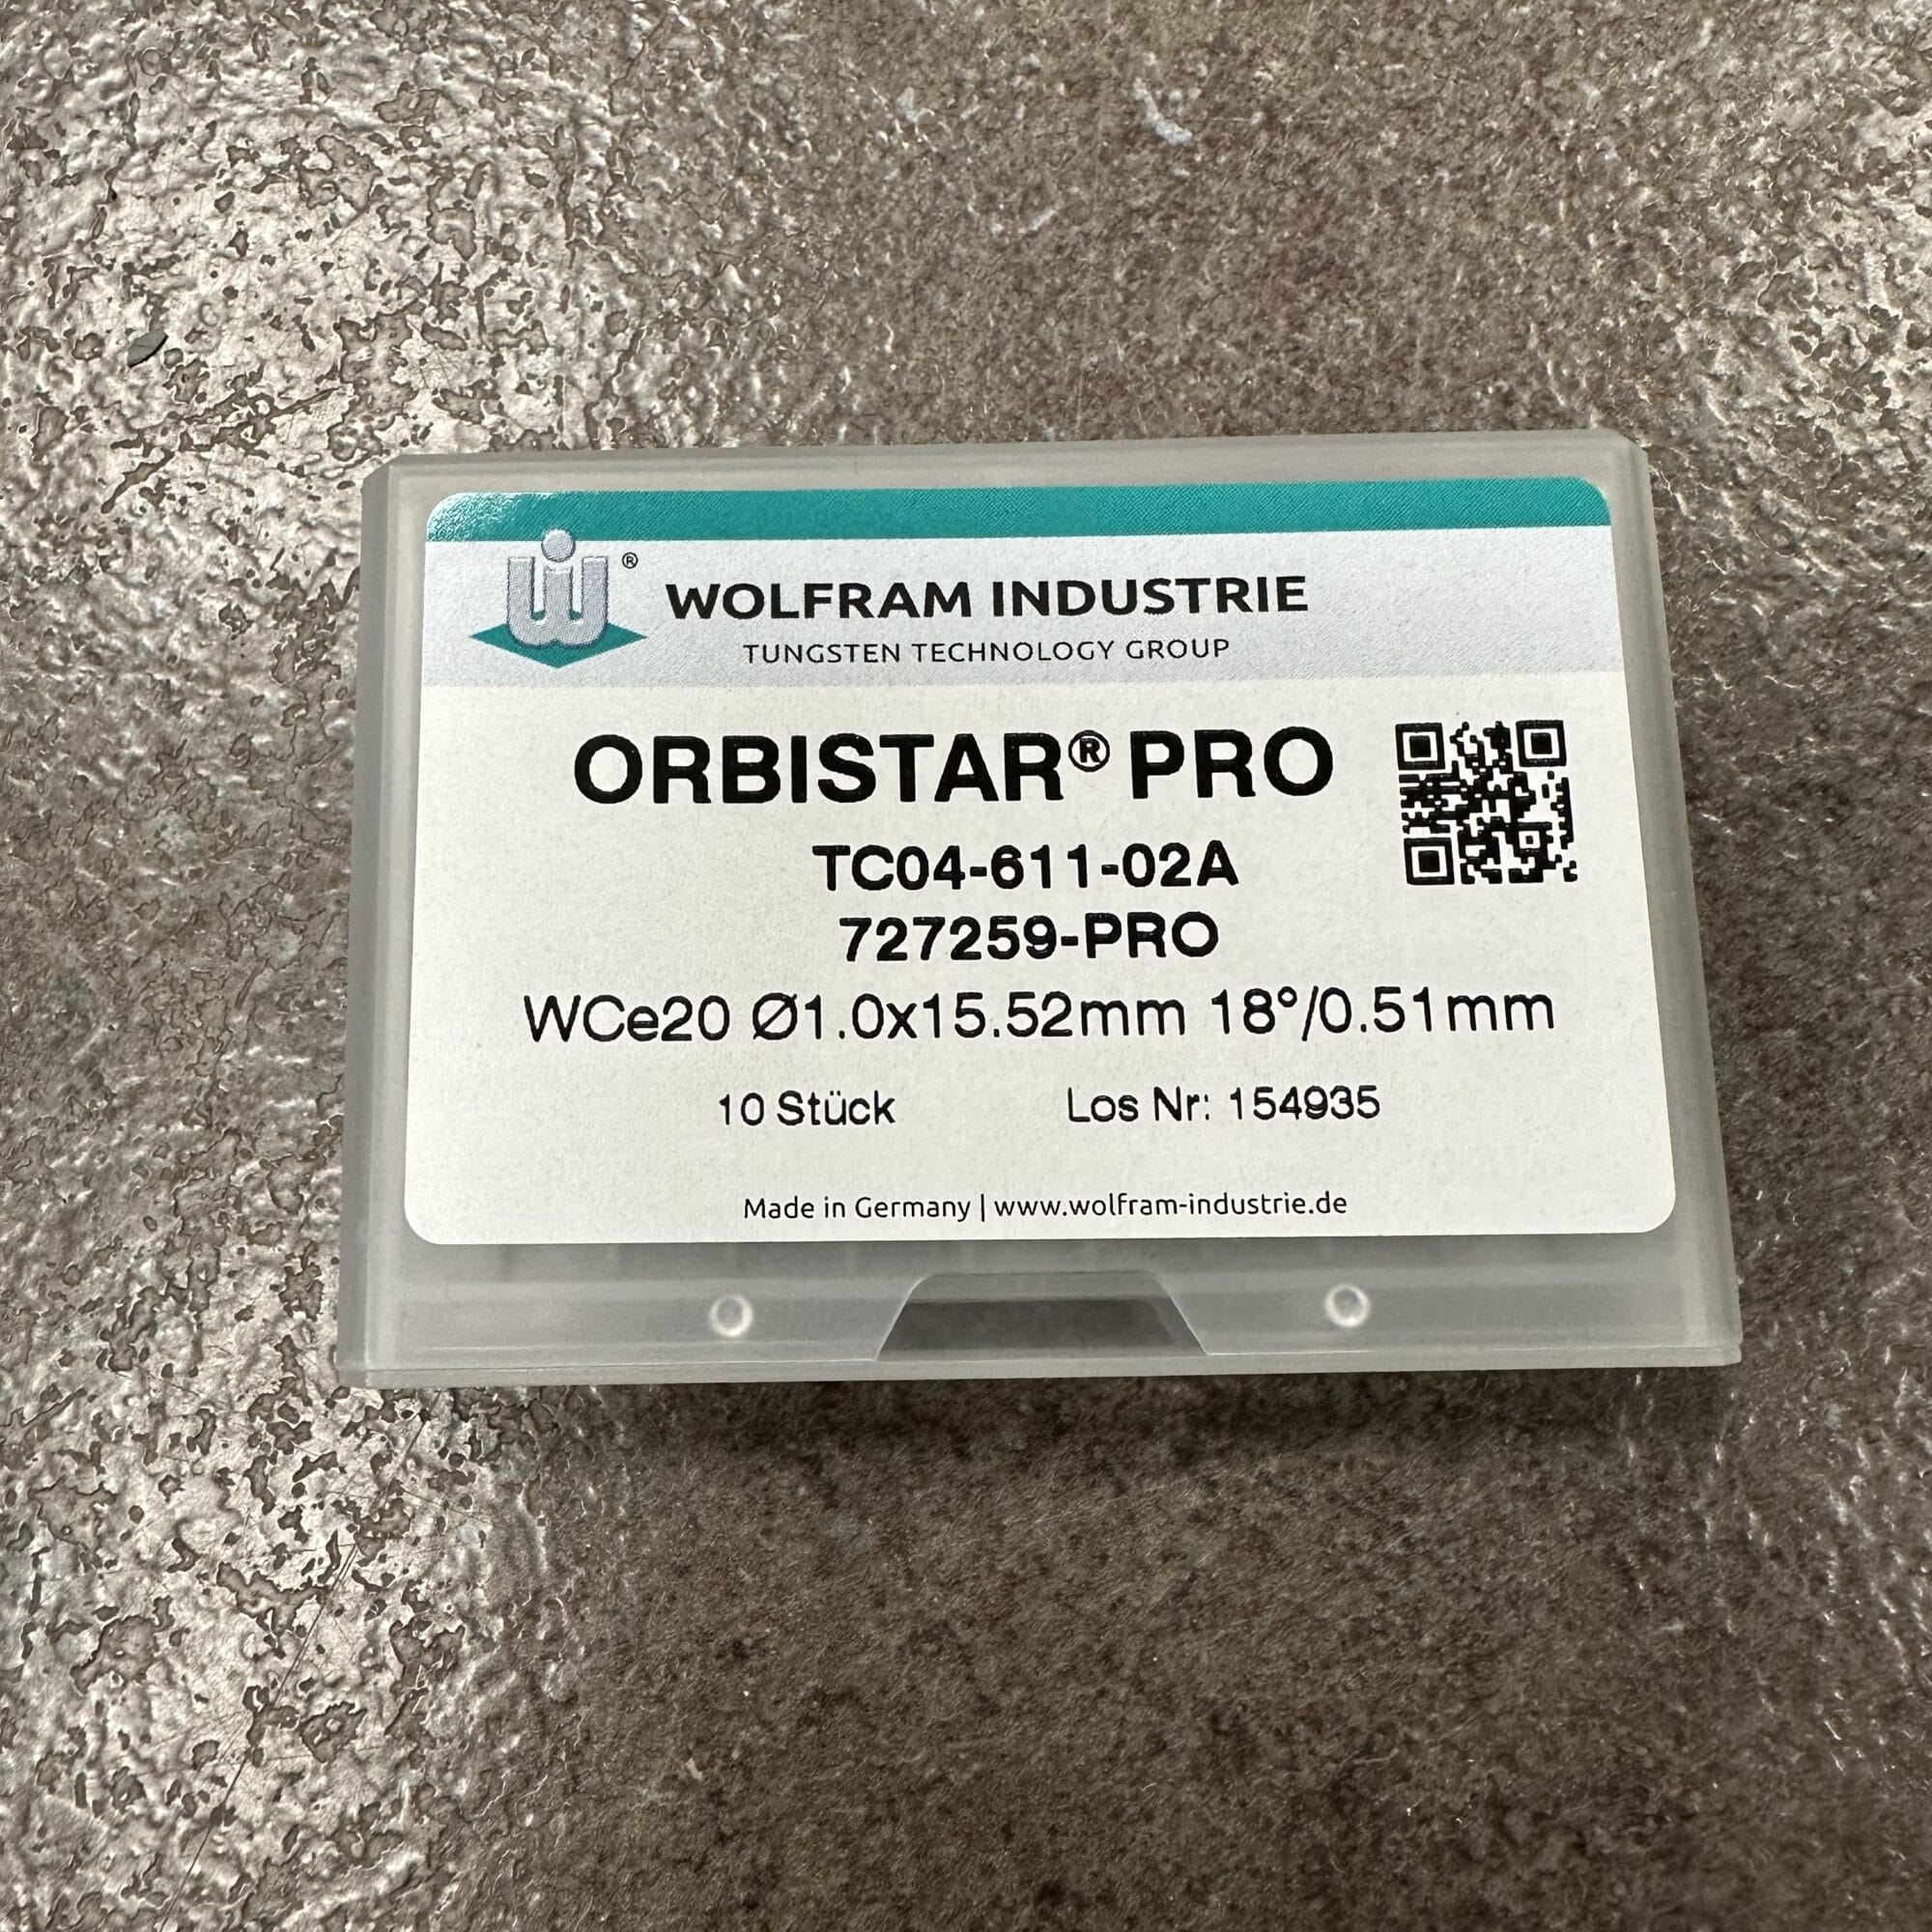 WOLFRAM INDUSTRIE
TUNGSTEN TECHNOLOGY GROUP
ORBISTAR® PRO
TC04-611-02A
727259-PRO
WCe20 Ø1.0x15.52mm 18°/0.51mm
10 Stück Los Nr: 154935
Made in Germany | www.wolfram-industrie.de